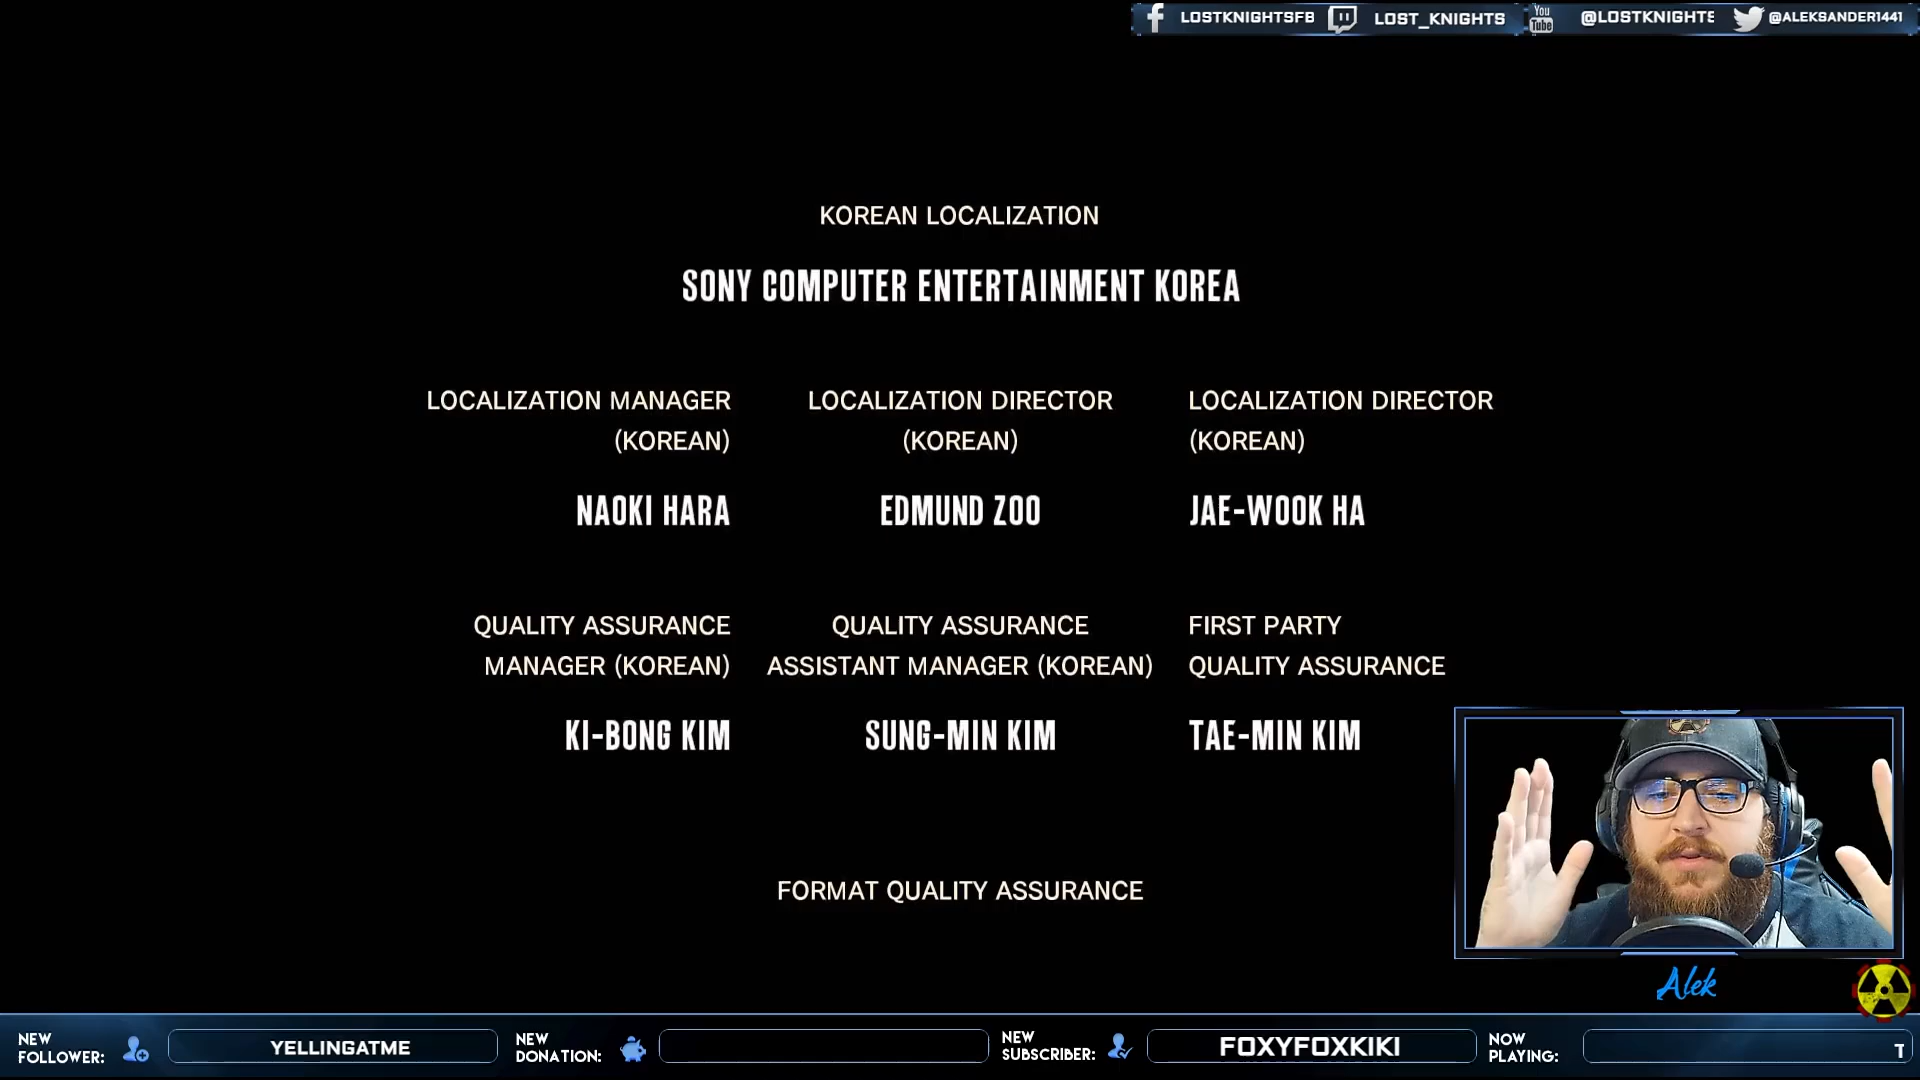 LOSTKNIGHTSFB LOST_KNIGHTS You Tube @LOSTKNIGHTS @ALEKSANDER1441
KOREAN LOCALIZATION
SONY COMPUTER ENTERTAINMENT KOREA
LOCALIZATION MANAGER
(KOREAN)
NAOKI HARA
LOCALIZATION DIRECTOR
(KOREAN)
EDMUND ZOO
LOCALIZATION DIRECTOR
(KOREAN)
JAE-WOOK HA
QUALITY ASSURANCE
MANAGER (KOREAN)
KI-BONG KIM
QUALITY ASSURANCE
ASSISTANT MANAGER (KOREAN)
SUNG-MIN KIM
FIRST PARTY
QUALITY ASSURANCE
TAE-MIN KIM
FORMAT QUALITY ASSURANCE
Alek
NEW
FOLLOWER:
YELLINGATME
NEW
DONATION:
NEW
SUBSCRIBER:
FOXYFOXKIKI
NOW
PLAYING:
T